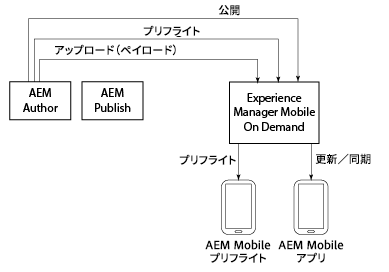 公開
プリフライト
アップロード（ペイロード）
AEM
Author
AEM
Publish
Experience
Manager Mobile
On Demand
プリフライト
更新／同期
AEM Mobile
プリフライト
AEM Mobile
アプリ